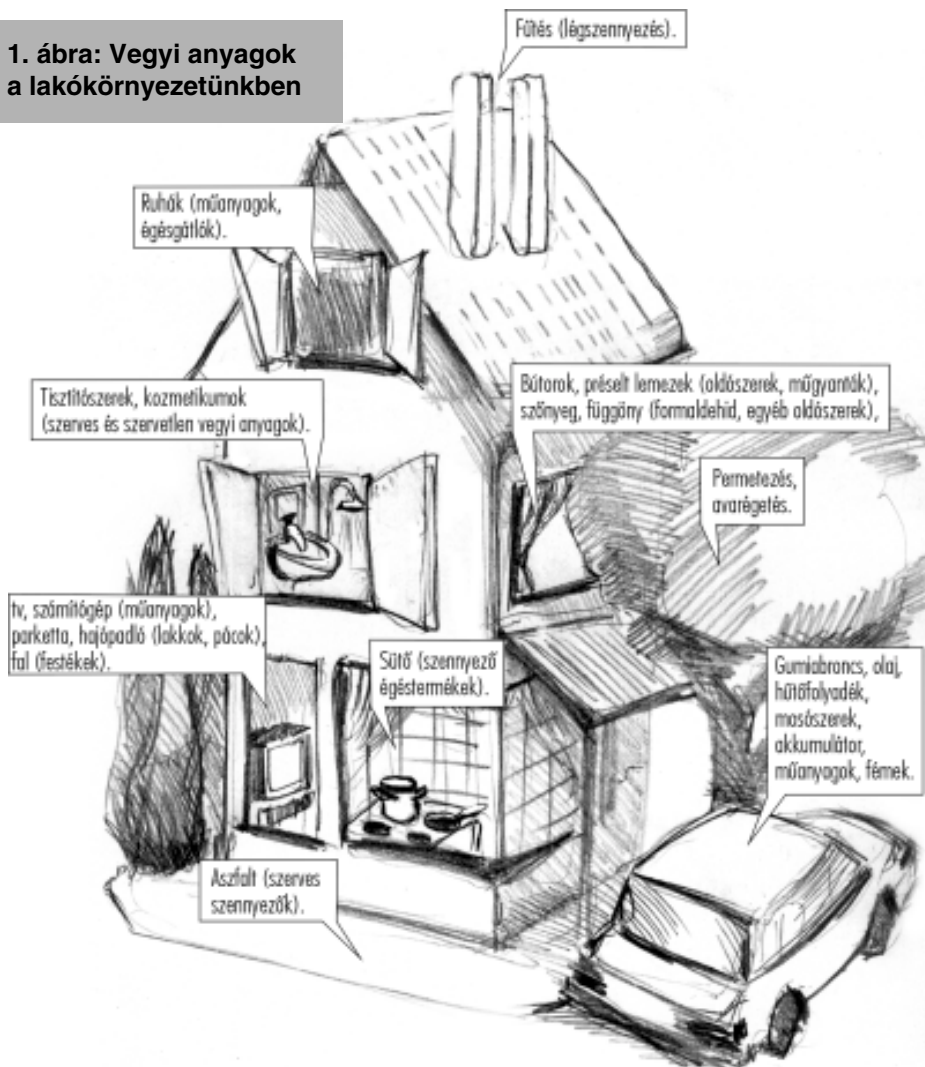 1. ábra: Vegyi anyagok
a lakókörnyezetünkben
Fűtés (légszennyezés).
Ruhák (műanyagok,
égésgátlók).
Tisztítószerek, kozmetikumok
(szerves és szervetlen vegyi anyagok).
Bútorok, préselt lemezek (oldószerek, műgyanták),
szőnyeg, függöny (formaldehid, egyéb oldószerek),
Permetezés,
avarégetés.
tv, számítógép (műanyagok),
parketta, hajópadló (lakkok, pácok),
fal (festékek).
Sütő (szennyező
égéstermékek).
Gumiabroncs, olaj,
hűtőfolyadék,
mosószerek,
akkumulátor,
műanyagok, fémek.
Aszfalt (szerves
szennyezők).